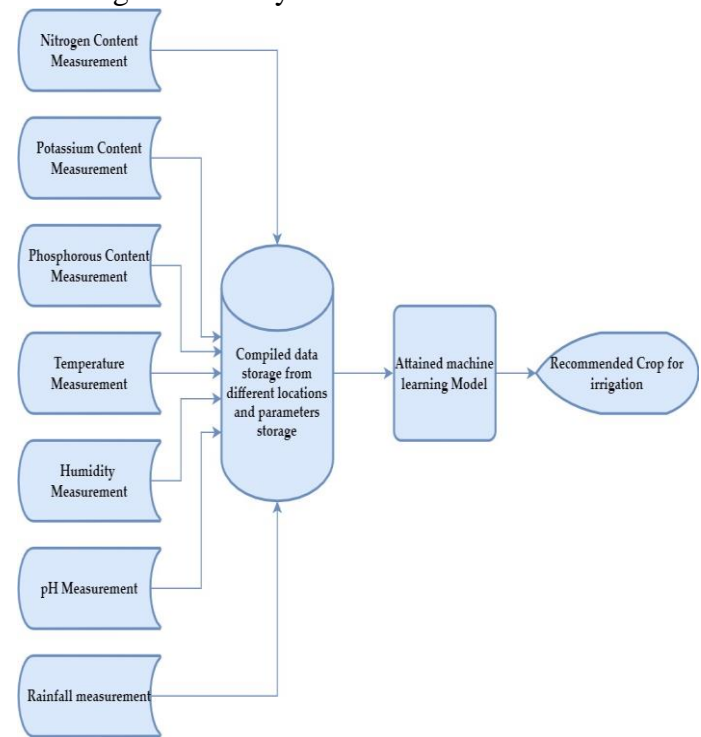 Nitrogen Content
Measurement
Potassium Content
Measurement
Phosphorous Content
Measurement
Temperature
Measurement
Humidity
Measurement
pH Measurement
Rainfall measurement
Compiled data
storage from
different locations
and parameters
storage
Attained machine
learning Model
Recommended Crop for
irrigation